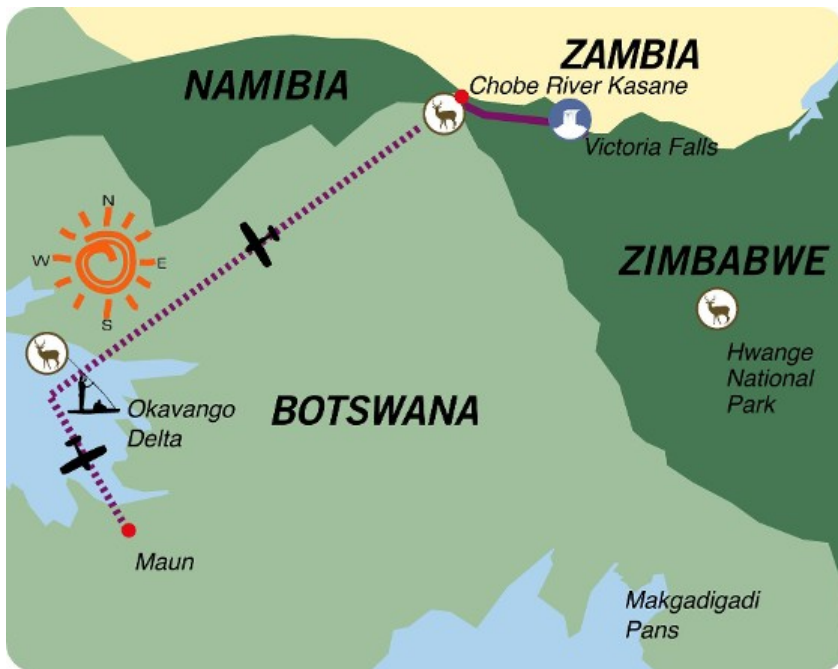 ZAMBIA
NAMIBIA
Chobe River Kasane
Victoria Falls
N
W
E
S
ZIMBABWE
Hwange
National
Park
Okavango
Delta
BOTSWANA
Maun
Makgadigadi
Pans